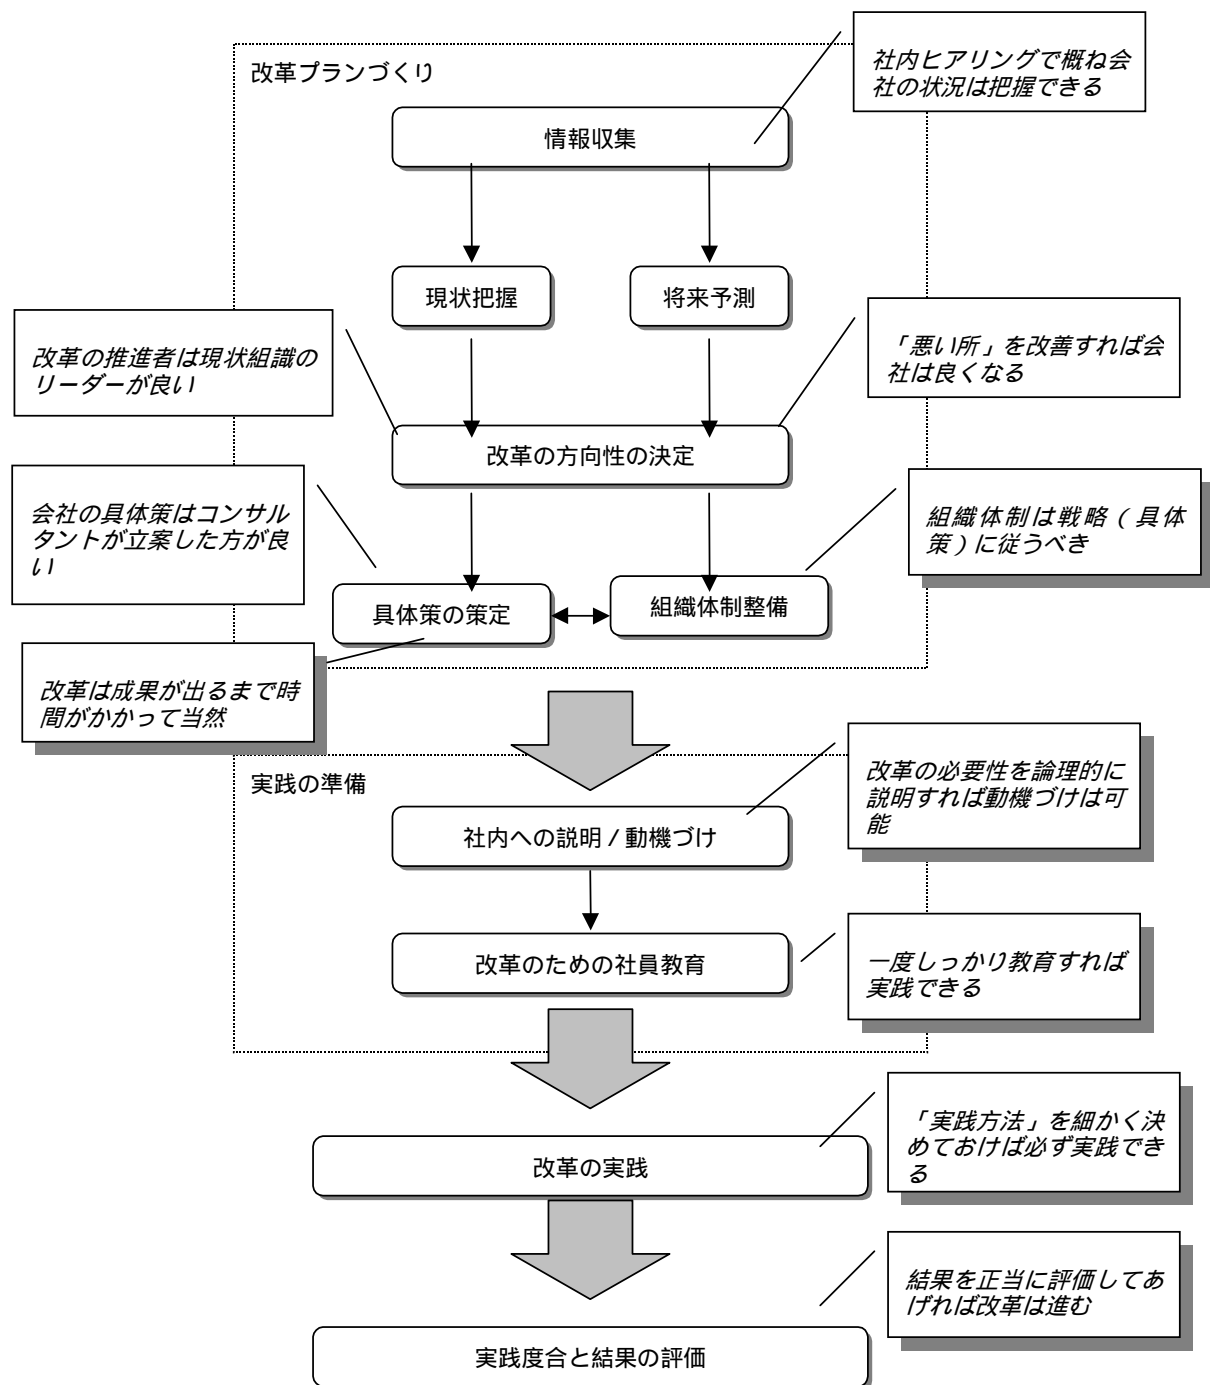 社内ヒアリングで概ね会
社の状況は把握できる
改革プランづくり
情報収集
現状把握
将来予測
改革の推進者は現状組織の
リーダーが良い
「悪い所」を改善すれば会
社は良くなる
改革の方向性の決定
会社の具体策はコンサル
タントが立案した方が良
い
組織体制は戦略(具体
策)に従うべき
具体策の策定
組織体制整備
改革は成果が出るまで時
間がかかって当然
実践の準備
改革の必要性を論理的に
説明すれば動機づけは可
能
社内への説明/動機づけ
改革のための社員教育
一度しっかり教育すれば
実践できる
「実践方法」を細かく決
めておけば必ず実践でき
る
改革の実践
結果を正当に評価してあ
げれば改革は進む
実践度合と結果の評価